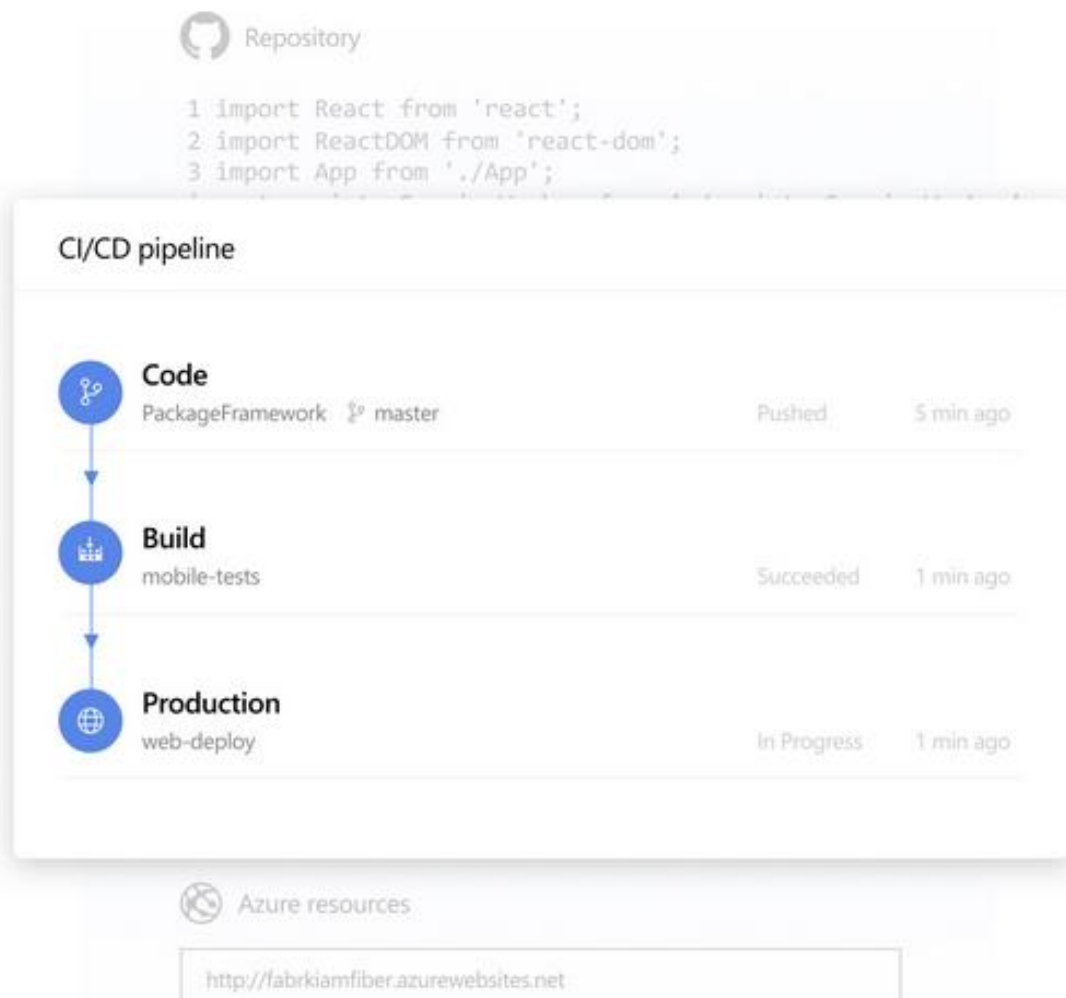 Repository
1 import React from 'react';
2 import ReactDOM from 'react-dom';
3 import App from './App';
CI/CD pipeline
Code
PackageFramework master Pushed 5 min ago
Build
mobile-tests Succeeded 1 min ago
Production
web-deploy In Progress 1 min ago
Azure resources
http://fabrkiamfiber.azurewebsites.net